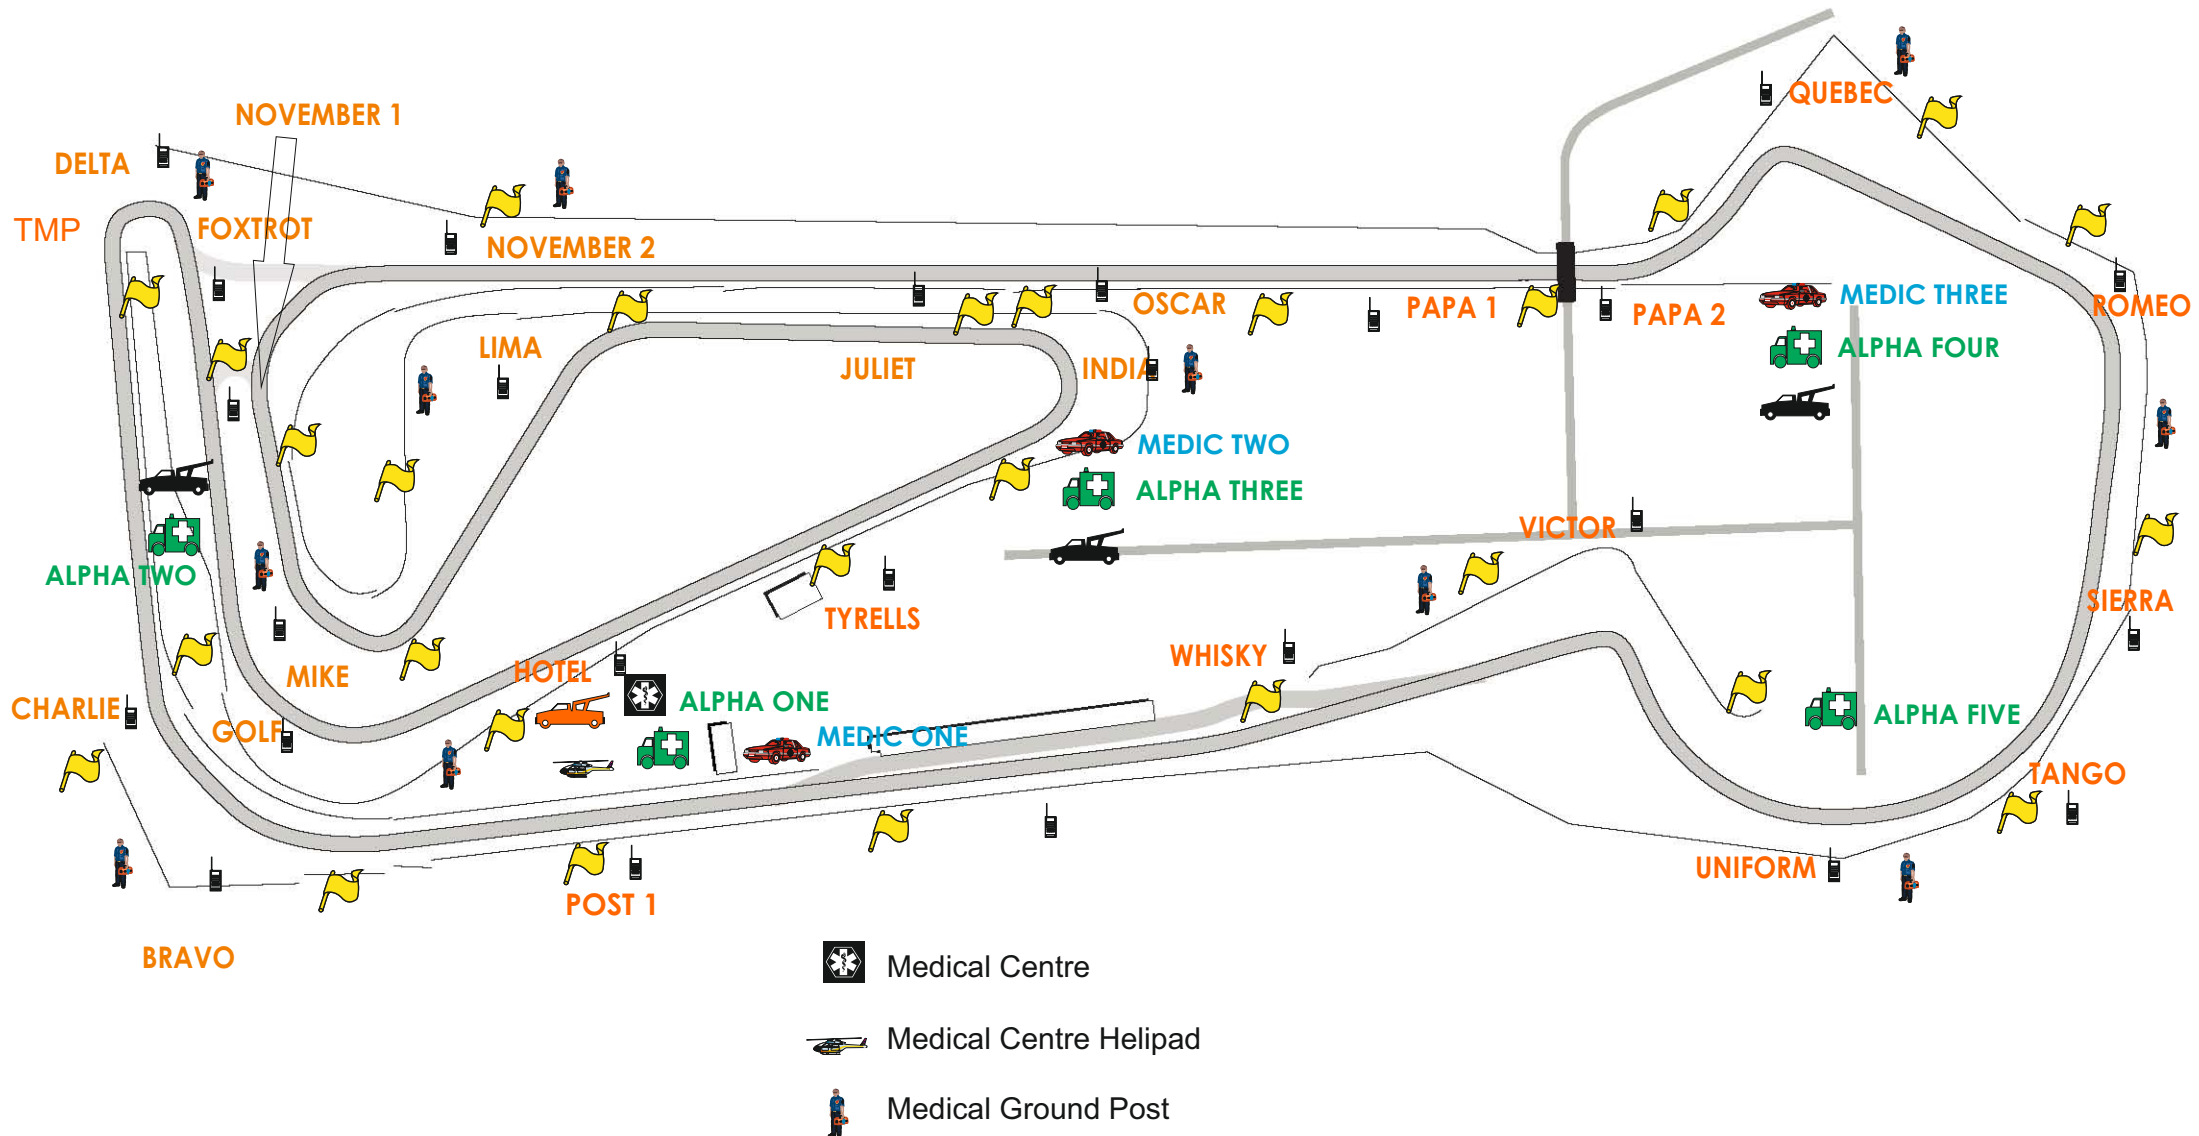 QUEBEC
NOVEMBER 1
DELTA
TMP
FOXTROT
NOVEMBER 2
MEDIC THREE
OSCAR
PAPA 1
PAPA 2
ROMEO
LIMA
JULIET
INDIA
ALPHA FOUR
MEDIC TWO
ALPHA THREE
VICTOR
ALPHA TWO
SIERRA
TYRELLS
WHISKY
HOTEL
MIKE
ALPHA ONE
CHARLIE
GOLF
MEDIC ONE
ALPHA FIVE
TANGO
UNIFORM
POST 1
BRAVO
Medical Centre
Medical Centre Helipad
Medical Ground Post